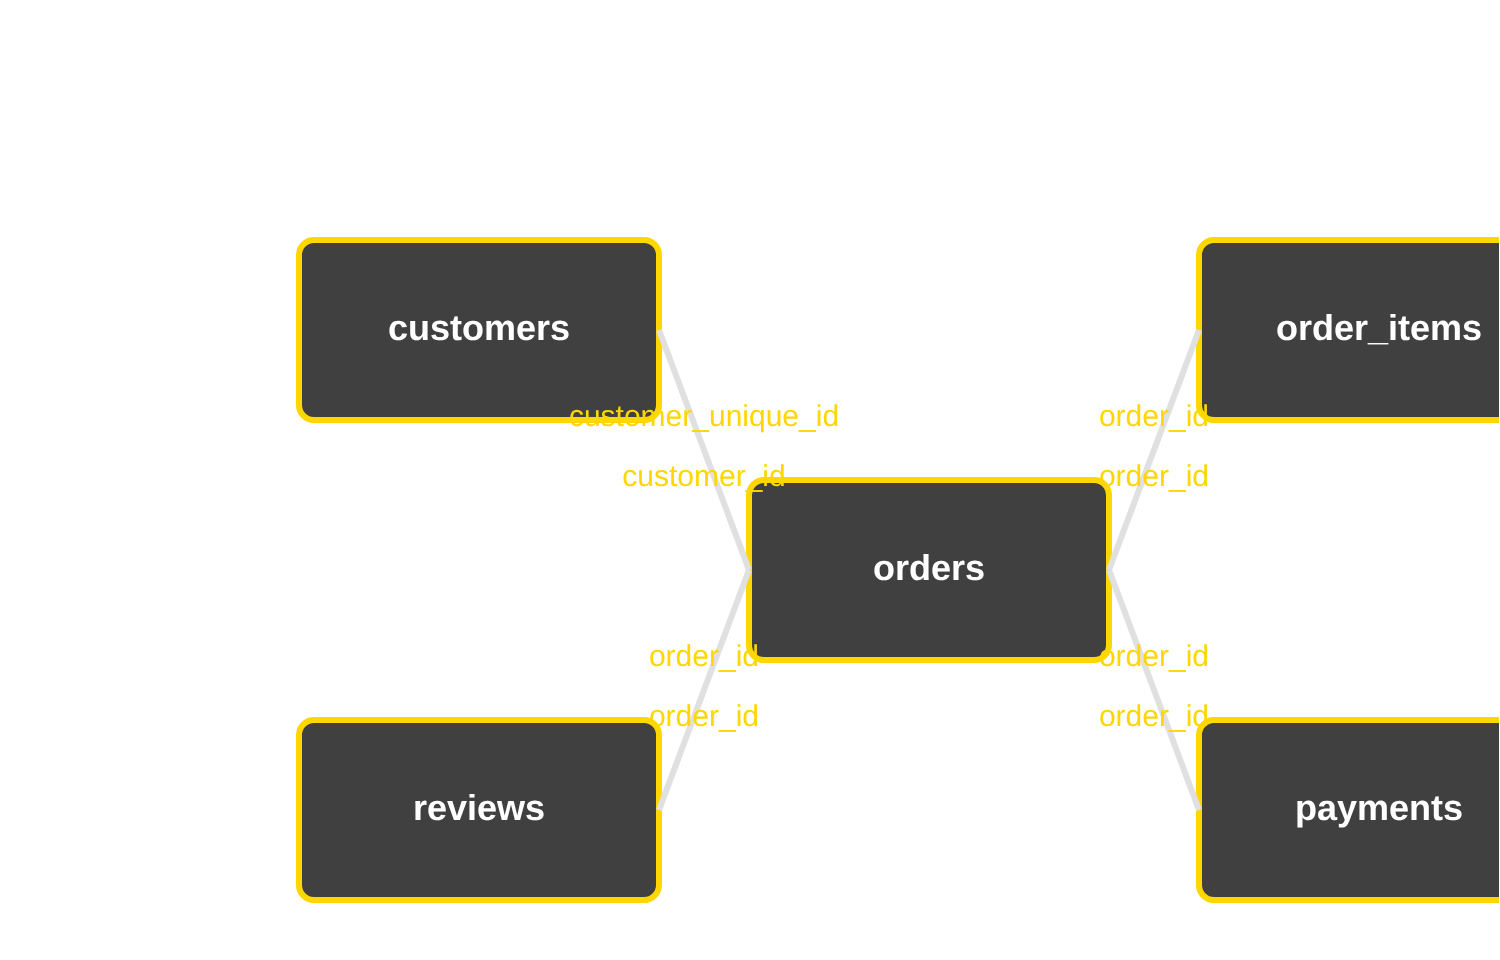 customers
order_items
customer_unique_id
order_id
customer_id
order_id
orders
order_id
order_id
order_id
order_id
reviews
payments